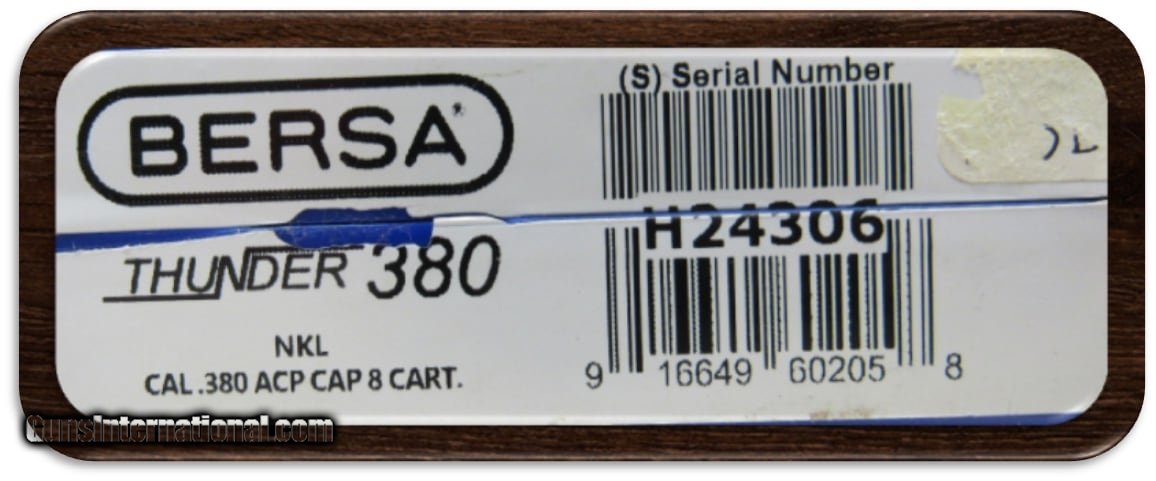 BERSA
THUNDER 380
NKL
CAL .380 ACP CAP 8 CART.
(S) Serial Number
H24306
9 16649 60205 8
GunsInternational.com